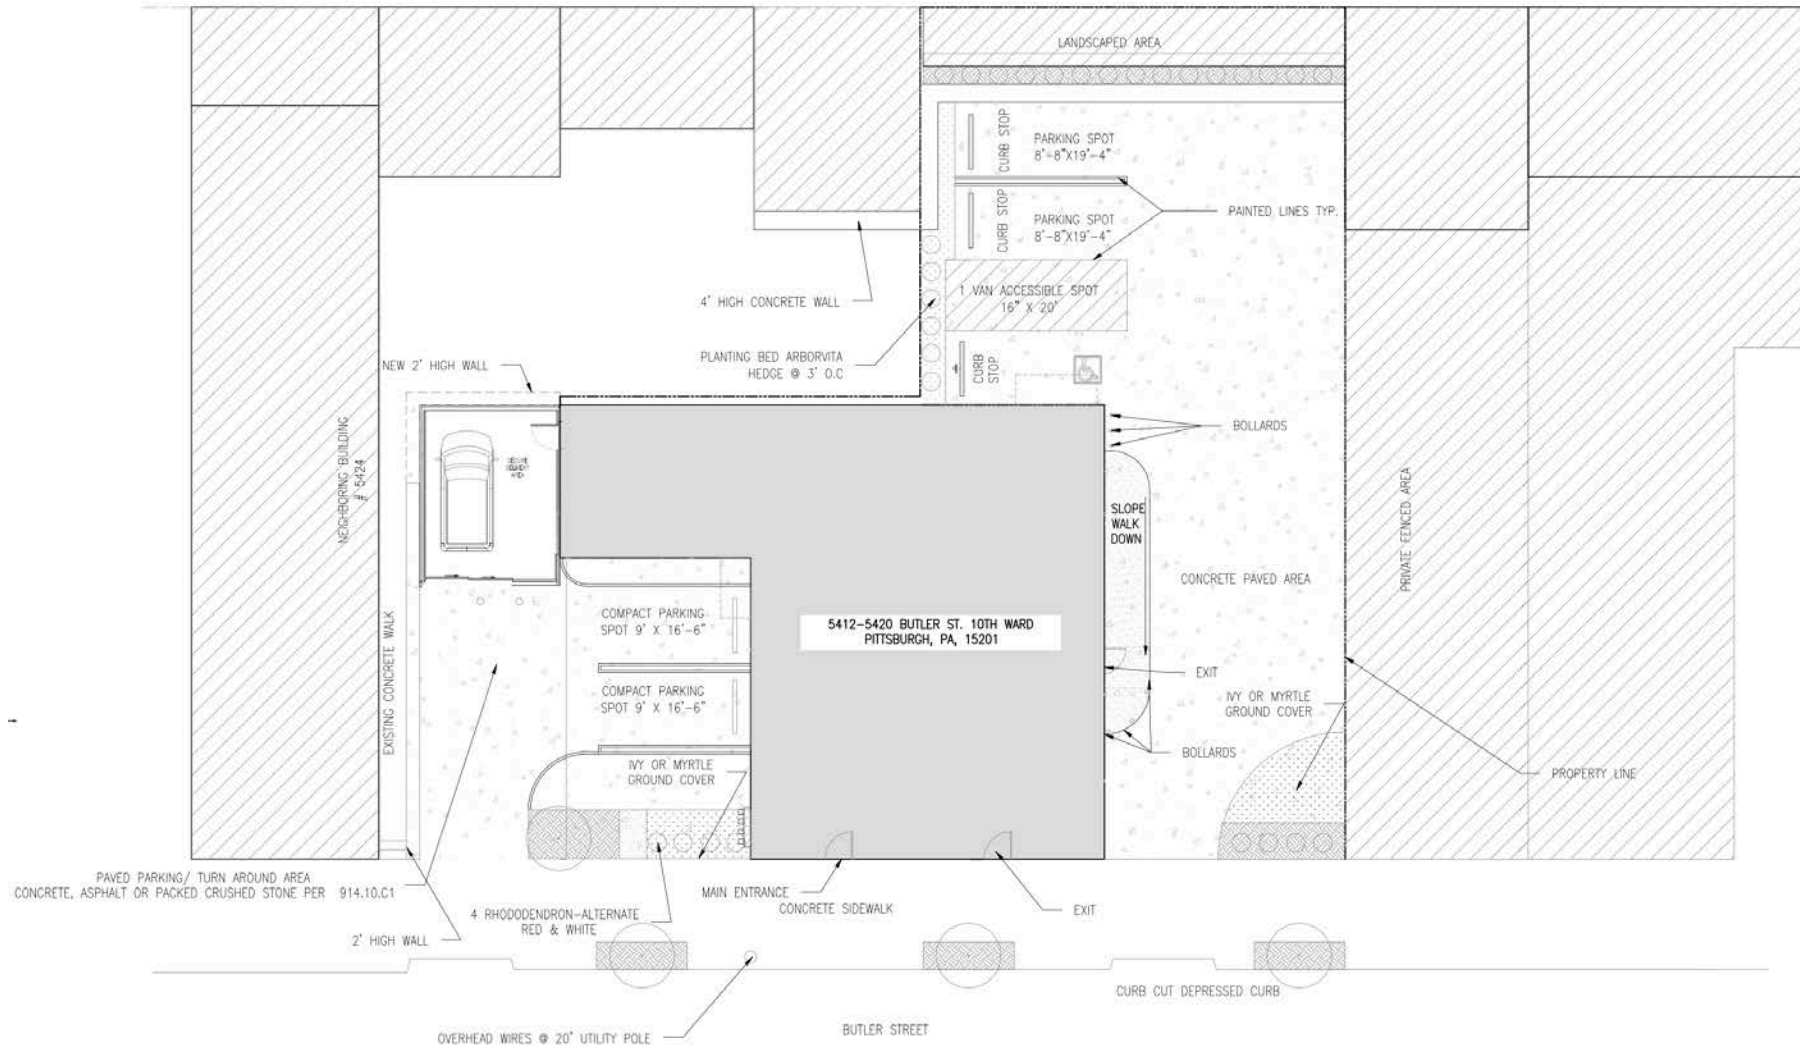 LANDSCAPED AREA
CURB STOP
PARKING SPOT
8'-8"X19'-4"
CURB STOP
PARKING SPOT
8'-8"X19'-4"
PAINTED LINES TYP.
1 VAN ACCESSIBLE SPOT
16" X 20'
4' HIGH CONCRETE WALL
PLANTING BED ARBORVITA
HEDGE @ 3' O.C
CURB
STOP
NEW 2' HIGH WALL
BOLLARDS
NEIGHBORING BUILDING
# 5424
PRIVATE FENCED AREA
SLOPE
WALK
DOWN
CONCRETE PAVED AREA
COMPACT PARKING
SPOT 9' X 16'-6"
5412-5420 BUTLER ST. 10TH WARD
PITTSBURGH, PA, 15201
EXISTING CONCRETE WALK
EXIT
COMPACT PARKING
SPOT 9' X 16'-6"
IVY OR MYRTLE
GROUND COVER
BOLLARDS
IVY OR MYRTLE
GROUND COVER
PROPERTY LINE
PAVED PARKING/ TURN AROUND AREA
CONCRETE, ASPHALT OR PACKED CRUSHED STONE PER 914.10.C1
MAIN ENTRANCE
CONCRETE SIDEWALK
EXIT
4 RHODODENDRON-ALTERNATE
RED & WHITE
2' HIGH WALL
CURB CUT DEPRESSED CURB
OVERHEAD WIRES @ 20' UTILITY POLE
BUTLER STREET